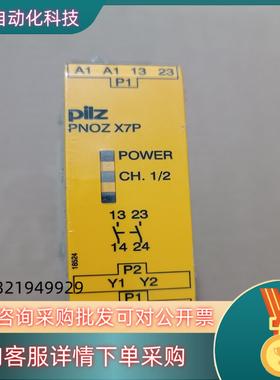 自动化科技
A1 A1 13 23
P1
pilz
PNOZ X7P
POWER
CH. 1/2
13 23
14 24
18524
P2
Y1 Y2
P1
821949929
咨询采购批发可对公开票
客服详情下单采购